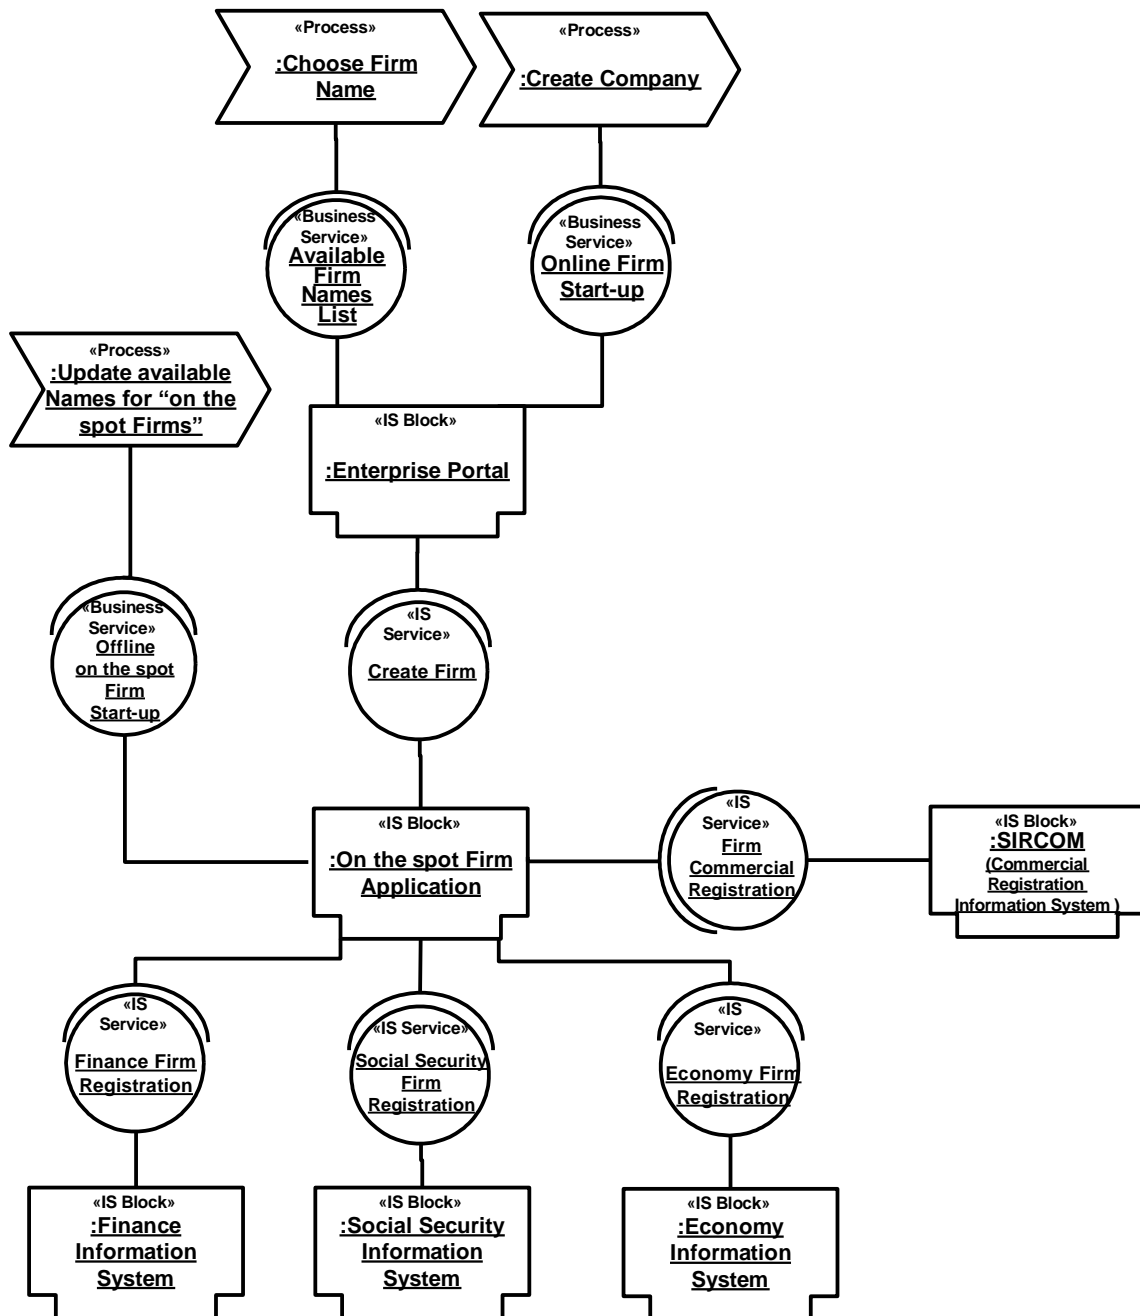 «Process»
:Choose Firm
Name
«Process»
:Create Company
«Business
Service»
Available
Firm
Names
List
«Business
Service»
Online Firm
Start-up
«Process»
:Update available
Names for “on the
spot Firms”
«IS Block»
:Enterprise Portal
«Business
Service»
Offline
on the spot
Firm
Start-up
«IS
Service»
Create Firm
«IS Block»
:On the spot Firm
Application
«IS
Service»
Firm
Commercial
Registration
«IS Block»
:SIRCOM
(Commercial
Registration
Information System )
«IS
Service»
Finance Firm
Registration
«IS Service»
Social Security
Firm
Registration
«IS
Service»
Economy Firm
Registration
«IS Block»
:Finance
Information
System
«IS Block»
:Social Security
Information
System
«IS Block»
:Economy
Information
System